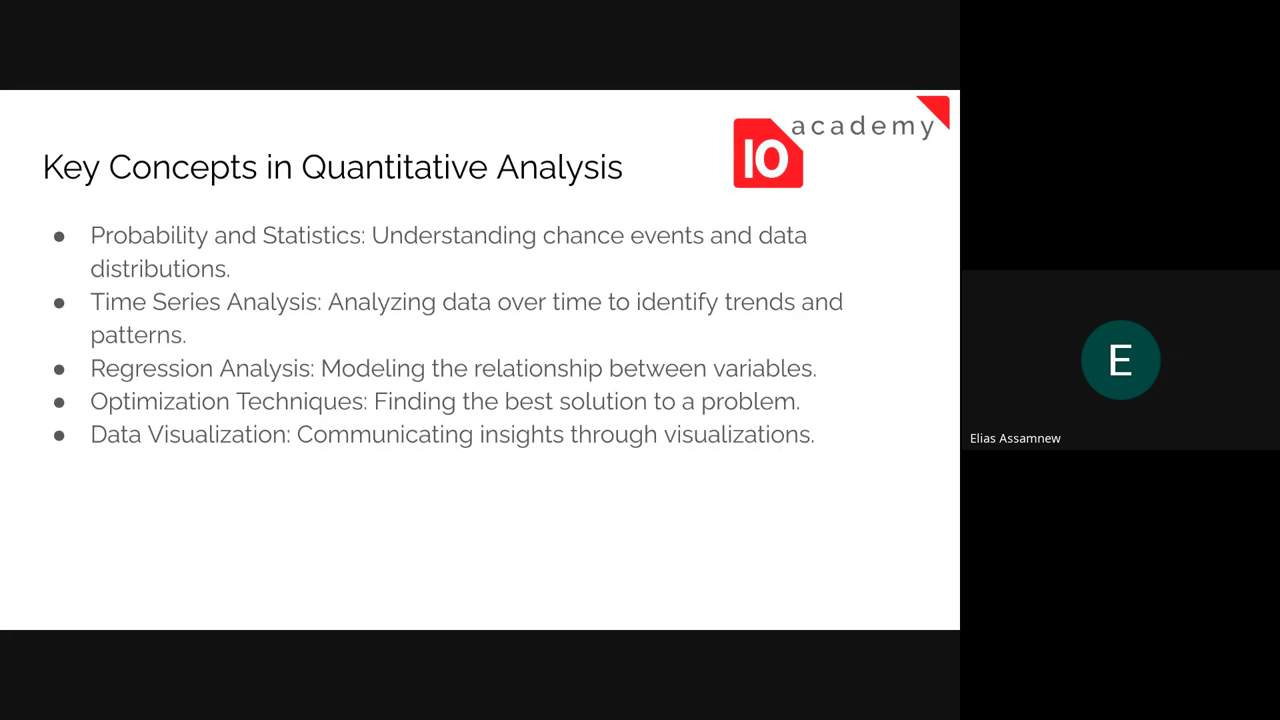 academy
10
Key Concepts in Quantitative Analysis
● Probability and Statistics: Understanding chance events and data
distributions.
● Time Series Analysis: Analyzing data over time to identify trends and
patterns.
● Regression Analysis: Modeling the relationship between variables.
● Optimization Techniques: Finding the best solution to a problem.
● Data Visualization: Communicating insights through visualizations.
E
Elias Assamnew